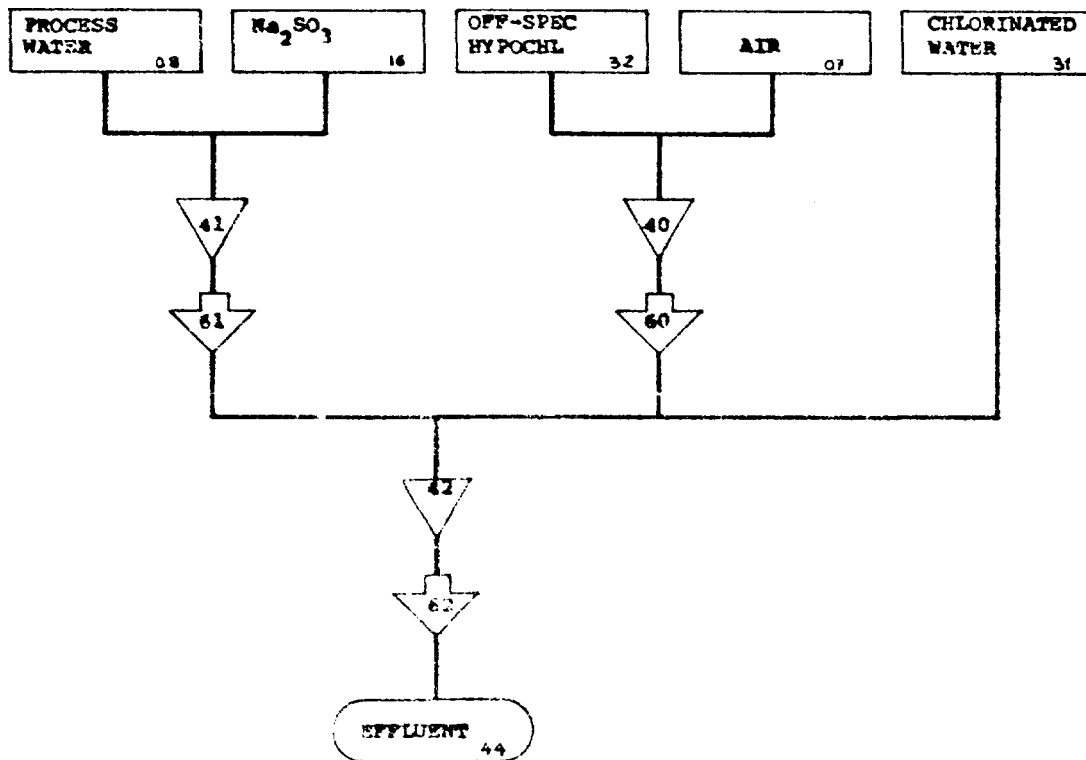 PROCESS
WATER
08
Na₂SO₃
16
OFF-SPEC
HYPOCHL
32
AIR
07
CHLORINATED
WATER
31
41
40
61
60
42
62
EFFLUENT
44